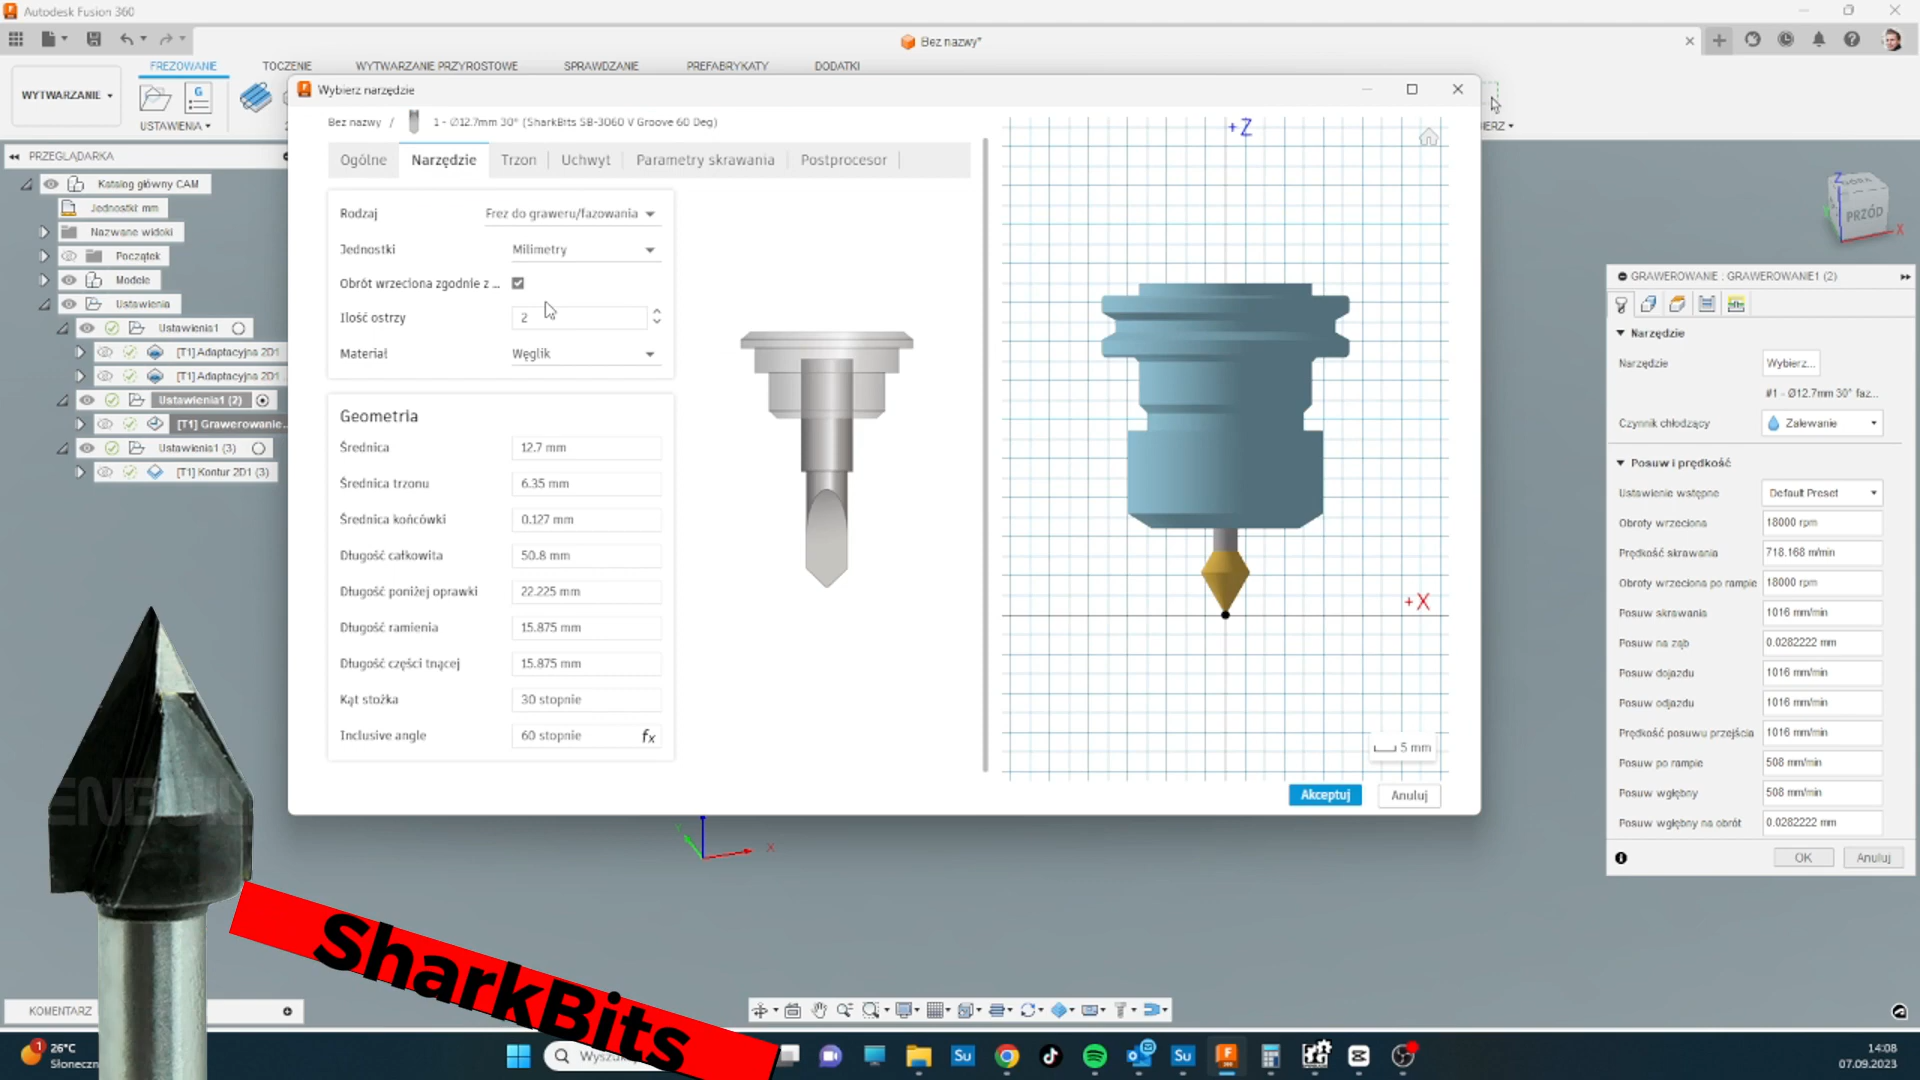 Autodesk Fusion 360
Bez nazwy*
WYTWARZANIE
FREZOWANIE
TOCZENIE
WYTWARZANIE PRZYROSTOWE
SPRAWDZANIE
PREFABRYKATY
DODATKI
USTAWIENIA
PRZEGLĄDARKA
Katalog główny CAM
Jednostki: mm
Nazwane widoki
Początek
Modele
Ustawienia
Ustawienia1
[T1] Adaptacyjna 2D1
[T1] Adaptacyjna 2D1
Ustawienia1 (2)
[T1] Grawerowanie...
Ustawienia1 (3)
[T1] Kontur 2D1 (3)
Wybierz narzędzie
Bez nazwy / 1 - Ø12.7mm 30° (SharkBits SB-3060 V Groove 60 Deg)
Ogólne
Narzędzie
Trzon
Uchwyt
Parametry skrawania
Postprocesor
Rodzaj Frez do graweru/fazowania
Jednostki Milimetry
Obrót wrzeciona zgodnie z ...
Ilość ostrzy 2
Materiał Węglik
Geometria
Średnica 12.7 mm
Średnica trzonu 6.35 mm
Średnica końcówki 0.127 mm
Długość całkowita 50.8 mm
Długość poniżej oprawki 22.225 mm
Długość ramienia 15.875 mm
Długość części tnącej 15.875 mm
Kąt stożka 30 stopnie
Inclusive angle 60 stopnie fx
+Z
+X
5 mm
Akceptuj
Anuluj
Z
GÓRA
PRZÓD
X
GRAWEROWANIE : GRAWEROWANIE1 (2)
Narzędzie
Narzędzie Wybierz...
#1 - Ø12.7mm 30° faz...
Czynnik chłodzący Zalewanie
Posuw i prędkość
Ustawienie wstępne Default Preset
Obroty wrzeciona 18000 rpm
Prędkość skrawania 718.168 m/min
Obroty wrzeciona po rampie 18000 rpm
Posuw skrawania 1016 mm/min
Posuw na ząb 0.0282222 mm
Posuw dojazdu 1016 mm/min
Posuw odjazdu 1016 mm/min
Prędkość posuwu przejścia 1016 mm/min
Posuw po rampie 508 mm/min
Posuw wgłębny 508 mm/min
Posuw wgłębny na obrót 0.0282222 mm
OK
Anuluj
Y
X
SharkBits
KOMENTARZ
1
26°C
Su
Su
14:08
07.09.2023